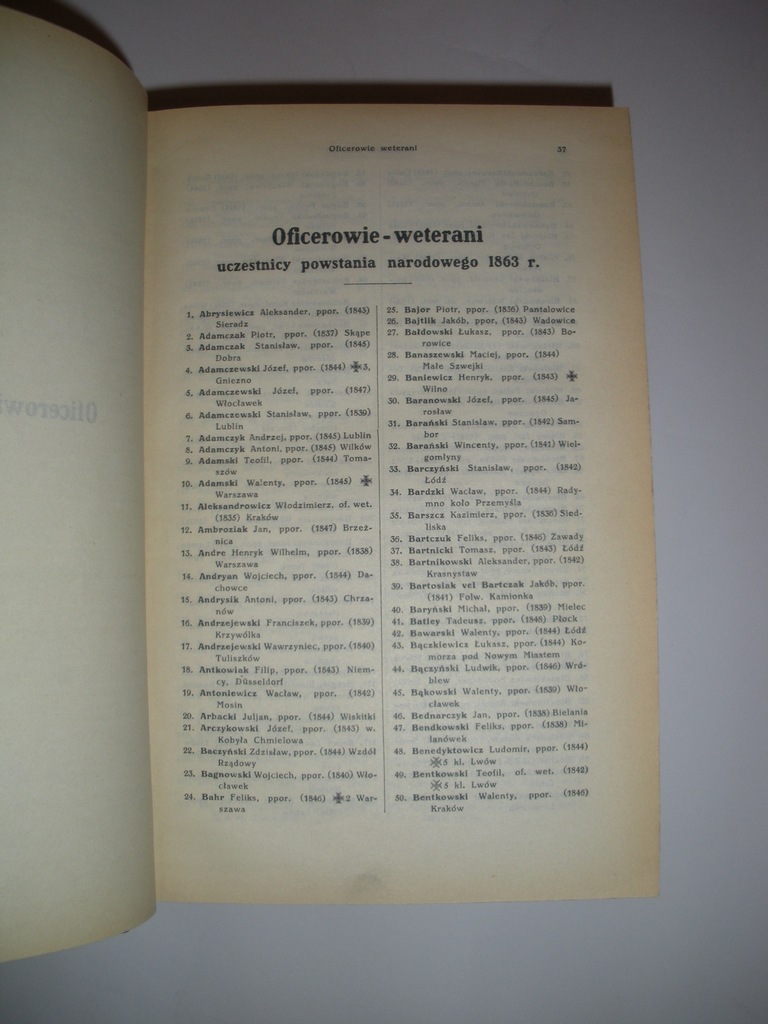 Oficerowie weterani 37
Oficerowie-weterani
uczestnicy powstania narodowego 1863 r.
1. Abrysiewicz Aleksander, ppor. (1843)
Sieradz
2. Adamczak Piotr, ppor. (1837) Skąpe
3. Adamczak Stanisław, ppor. (1845)
Dobra
4. Adamczewski Józef, ppor. (1844) ✠3,
Gniezno
5. Adamczewski Józef, ppor. (1847)
Włocławek
6. Adamczewski Stanisław, ppor. (1839)
Lublin
7. Adamczyk Andrzej, ppor. (1845) Lublin
8. Adamczyk Antoni, ppor. (1845) Wilków
9. Adamski Teofil, ppor. (1844) Toma-
szów
10. Adamski Walenty, ppor. (1845) ✠
Warszawa
11. Aleksandrowicz Włodzimierz, of. wet.
(1835) Kraków
12. Ambroziak Jan, ppor. (1847) Brzeź-
nica
13. Andre Henryk Wilhelm, ppor. (1838)
Warszawa
14. Andryan Wojciech, ppor. (1844) Da-
chowce
15. Andrysik Antoni, ppor. (1843) Chrza-
nów
16. Andrzejewski Franciszek, ppor. (1839)
Krzywólka
17. Andrzejewski Wawrzyniec, ppor. (1840)
Tuliszków
18. Antkowiak Filip, ppor. (1843) Niem-
cy, Düsseldorf
19. Antoniewicz Wacław, ppor. (1842)
Mosin
20. Arbacki Juljan, ppor. (1844) Wiskitki
21. Arczykowski Józef, ppor. (1843) w.
Kobyła Chmielowa
22. Baczyński Zdzisław, ppor. (1844) Wzdół
Rządowy
23. Bagnowski Wojciech, ppor. (1840) Wło-
cławek
24. Bahr Feliks, ppor. (1846) ✠2 War-
szawa
25. Bajor Piotr, ppor. (1836) Pantalowice
26. Bajtlik Jakób, ppor. (1843) Wadowice
27. Bałdowski Łukasz, ppor. (1843) Bo-
rowice
28. Banaszewski Maciej, ppor. (1844)
Małe Szwejki
29. Baniewicz Henryk, ppor. (1843) ✠
Wilno
30. Baranowski Józef, ppor. (1845) Ja-
rosław
31. Barański Stanisław, ppor. (1842) Sam-
bor
32. Barański Wincenty, ppor. (1841) Wiel-
gomłyny
33. Barczyński Stanisław, ppor. (1842)
Łódź
34. Bardzki Wacław, ppor. (1844) Rady-
mno koło Przemyśla
35. Barszcz Kazimierz, ppor. (1836) Sied-
liska
36. Bartczuk Feliks, ppor. (1846) Zawady
37. Bartnicki Tomasz, ppor. (1843) Łódź
38. Bartnikowski Aleksander, ppor. (1842)
Krasnystaw
39. Bartosiak vel Bartczak Jakób, ppor.
(1841) Folw. Kamionka
40. Baryński Michał, ppor. (1839) Mielec
41. Batley Tadeusz, ppor. (1848) Płock
42. Bawarski Walenty, ppor. (1844) Łódź
43. Bączkiewicz Łukasz, ppor. (1844) Ko-
morza pod Nowym Miastem
44. Bączyński Ludwik, ppor. (1846) Wró-
blew
45. Bąkowski Walenty, ppor. (1839) Wło-
cławek
46. Bednarczyk Jan, ppor. (1838) Bielania
47. Bendkowski Feliks, ppor. (1838) Mi-
lanówek
48. Benedyktowicz Ludomir, ppor. (1844)
✠5 kl. Lwów
49. Bentkowski Teofil, of. wet. (1842)
✠5 kl. Lwów
50. Bentkowski Walenty, ppor. (1846)
Kraków